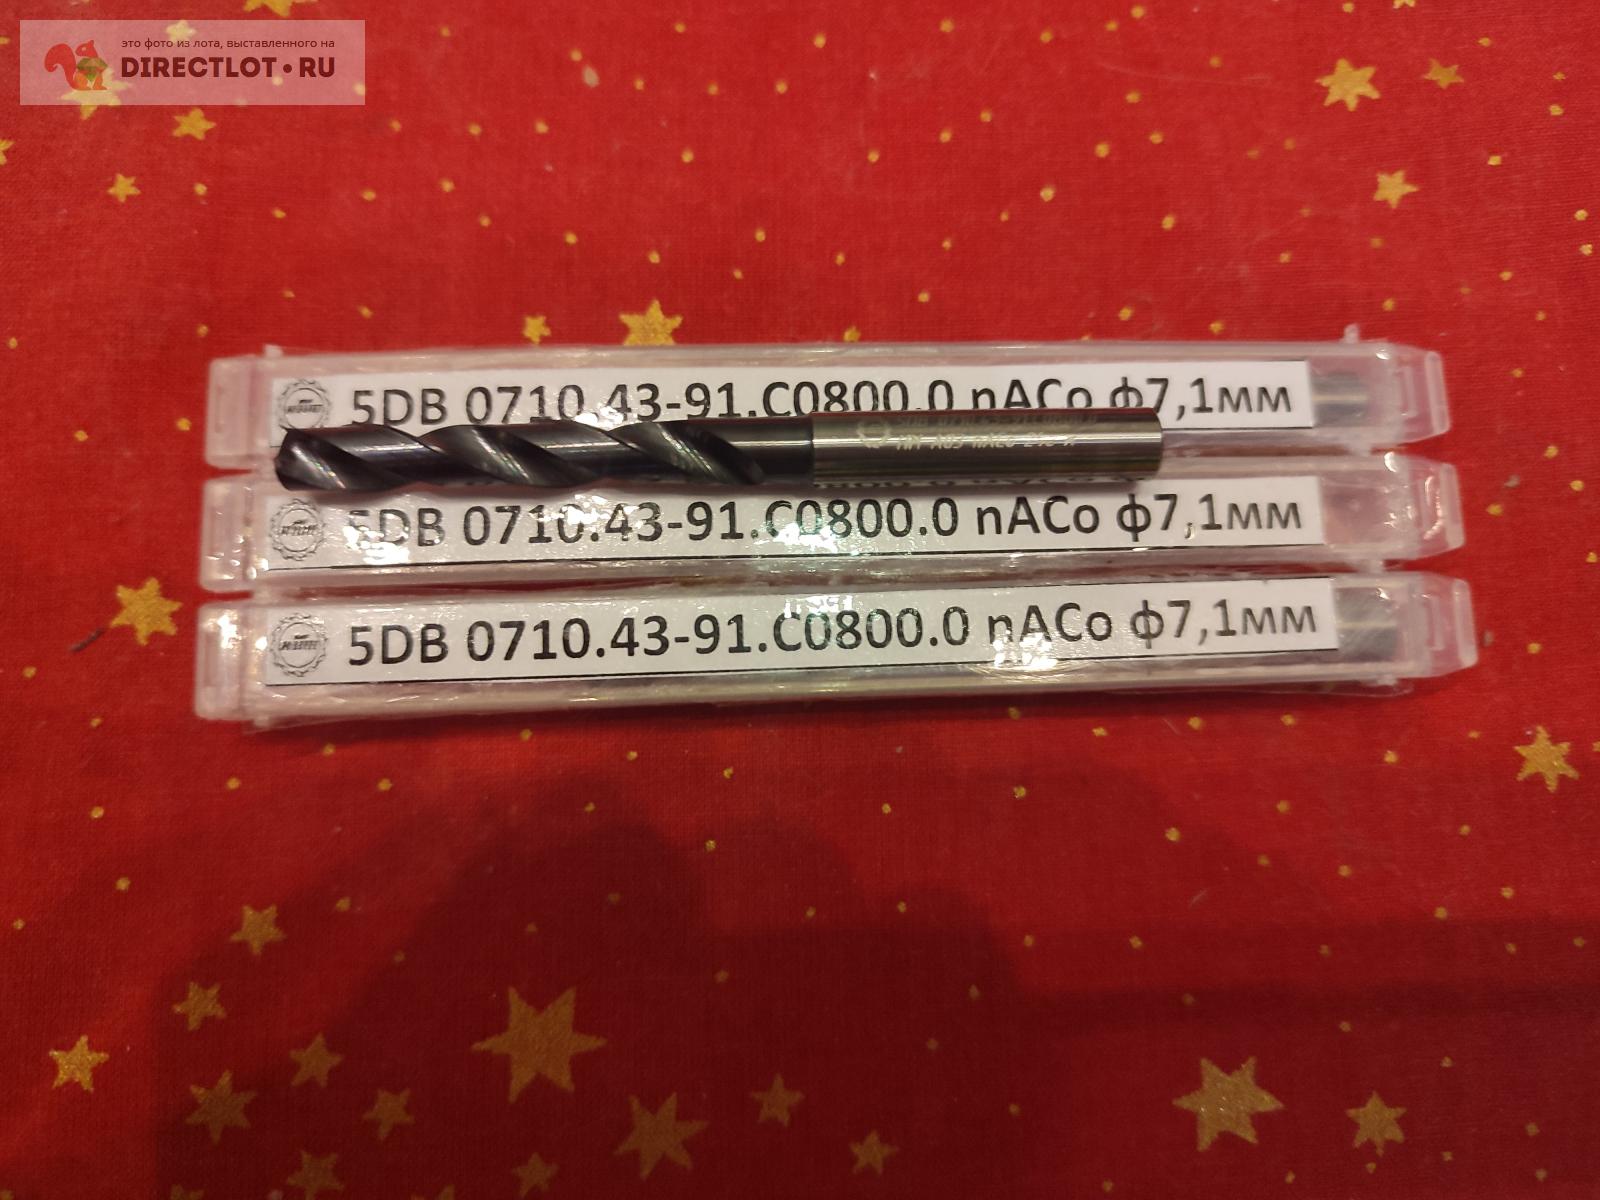 это фото из лота, выставленного на
DIRECTLOT.RU
5DB 0710.43-91.C0800.0 nACo ф7,1мм
5DB 0710.43-91.C0800.0 nACo ф7,1мм
5DB 0710.43-91.C0800.0 nACo ф7,1мм